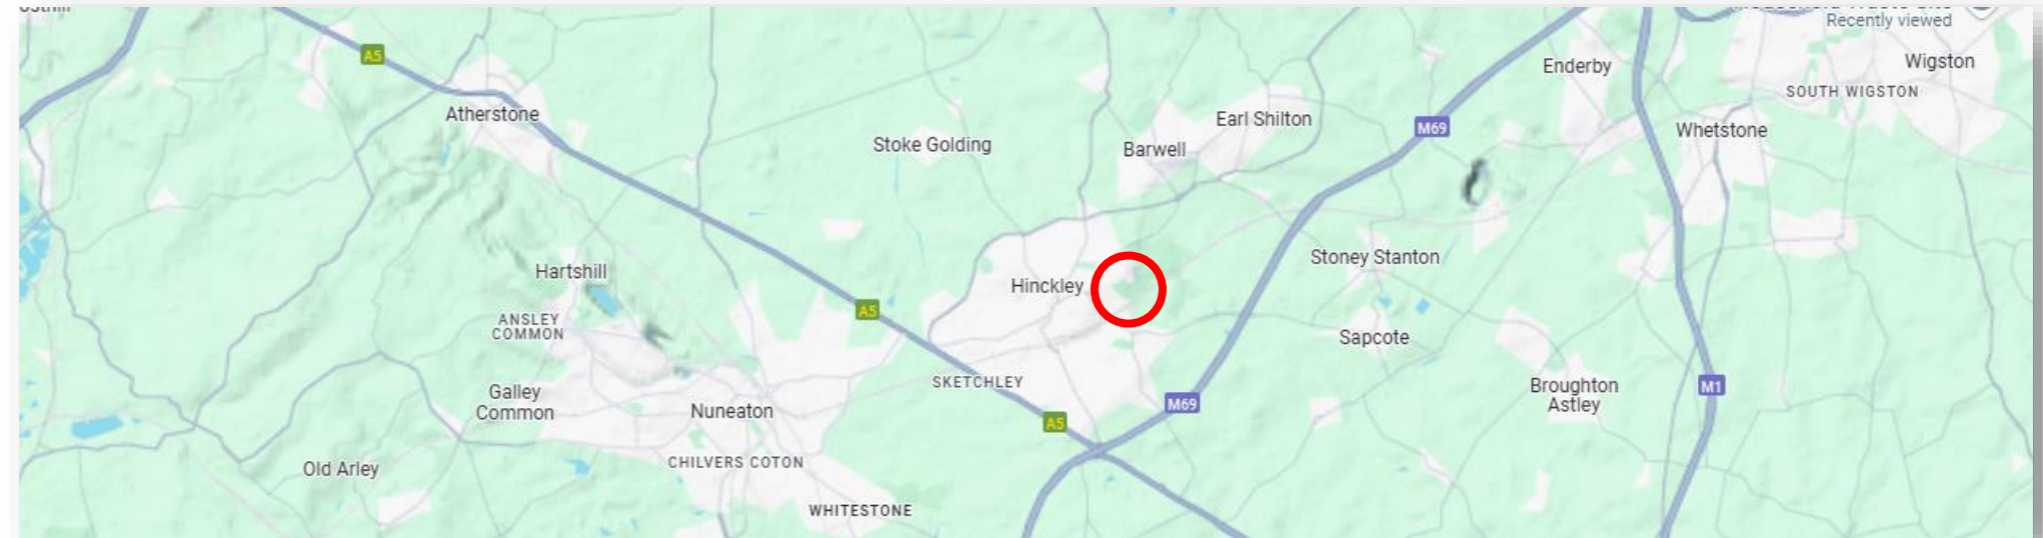 Recently viewed
A5
Enderby
Wigston
SOUTH WIGSTON
Atherstone
Earl Shilton
M69
Whetstone
Stoke Golding
Barwell
Stoney Stanton
Hartshill
Hinckley
A5
ANSLEY
COMMON
Sapcote
SKETCHLEY
Galley
Common
Nuneaton
M69
Broughton
Astley
M1
A5
Old Arley
CHILVERS COTON
WHITESTONE